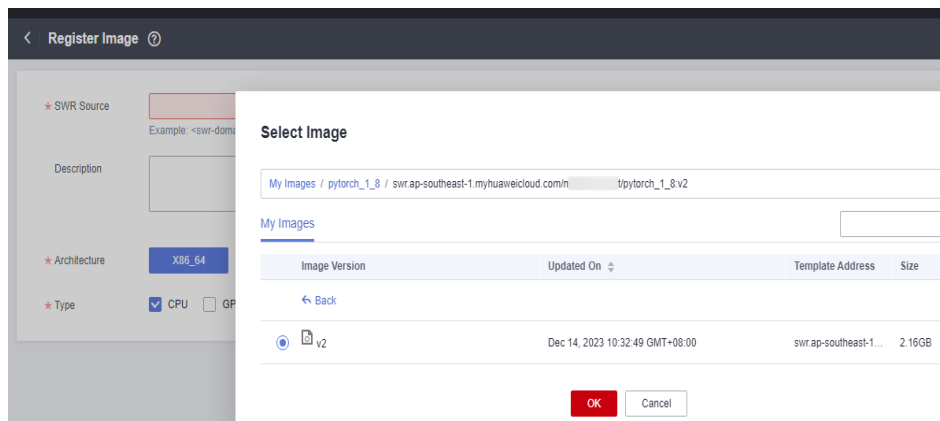 Register Image
* SWR Source
Example: <swr-doma
Description
* Architecture X86_64
* Type CPU GP
Select Image
My Images / pytorch_1_8 / swr.ap-southeast-1.myhuaweicloud.com/n t/pytorch_1_8:v2
My Images
Image Version Updated On Template Address Size
Back
v2 Dec 14, 2023 10:32:49 GMT+08:00 swr.ap-southeast-1... 2.16GB
OK Cancel